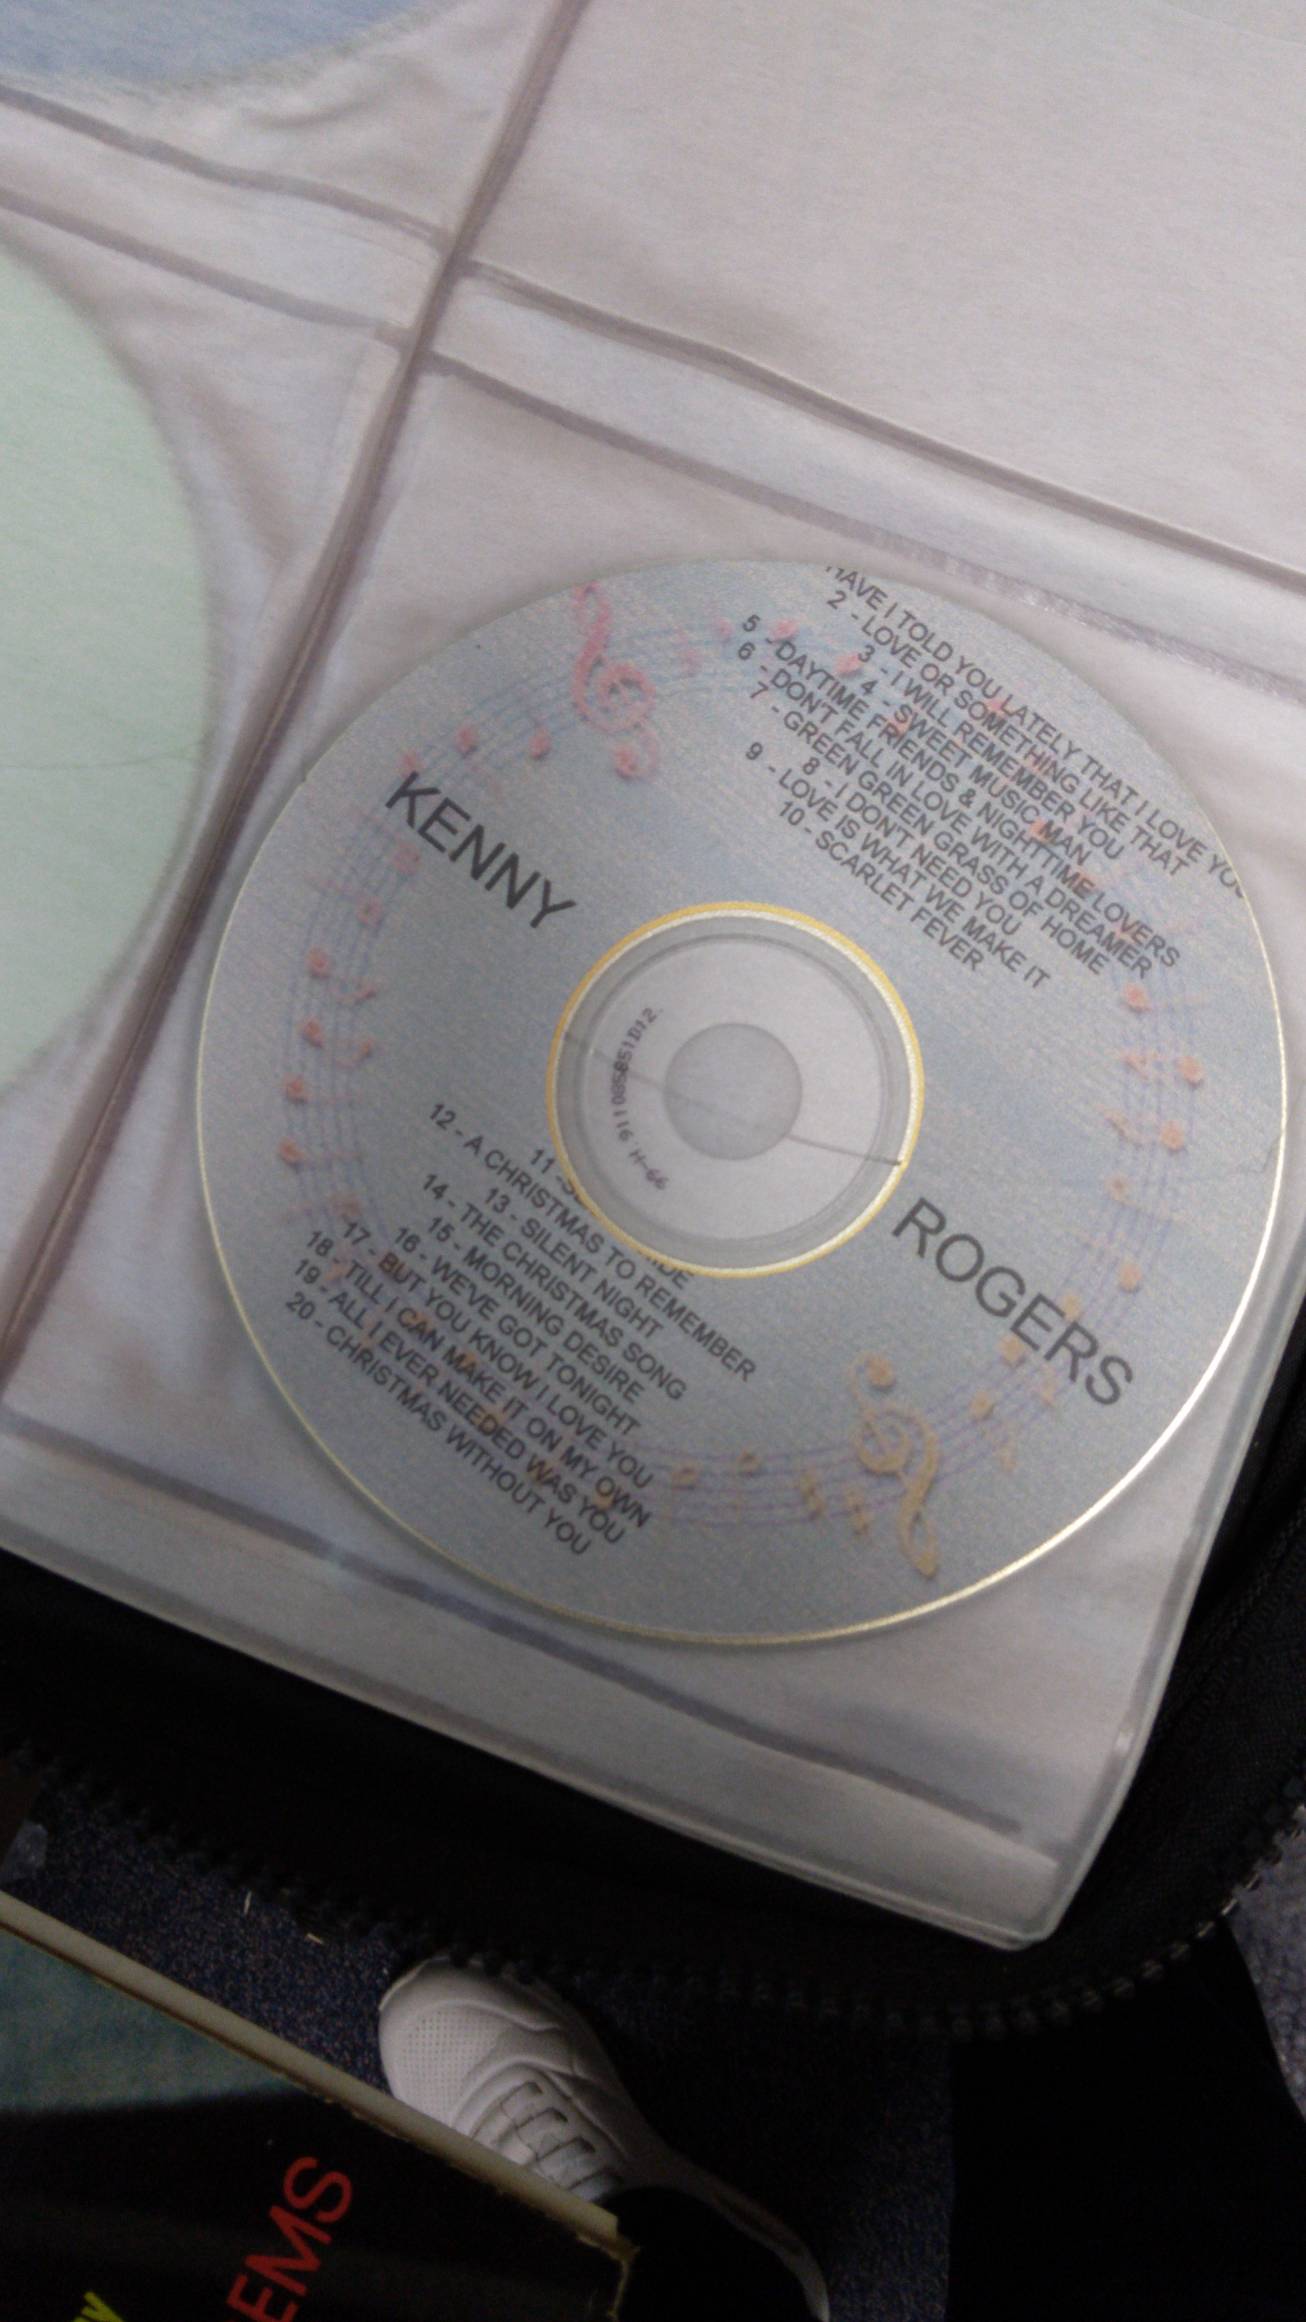 HAVE I TOLD YOU LATELY THAT I LOVE YOU
2 - LOVE OR SOMETHING LIKE THAT
3 - I WILL REMEMBER YOU
4 - SWEET MUSIC MAN
5 - DAYTIME FRIENDS & NIGHTTIME LOVERS
6 - DON'T FALL IN LOVE WITH A DREAMER
7 - GREEN GREEN GRASS OF HOME
8 - I DON'T NEED YOU
9 - LOVE IS WHAT WE MAKE IT
10 - SCARLET FEVER
KENNY
ROGERS
11 -
12 - A CHRISTMAS TO REMEMBER
13 - SILENT NIGHT
14 - THE CHRISTMAS SONG
15 - MORNING DESIRE
16 - WE'VE GOT TONIGHT
17 - BUT YOU KNOW I LOVE YOU
18 - TILL I CAN MAKE IT ON MY OWN
19 - ALL I EVER NEEDED WAS YOU
20 - CHRISTMAS WITHOUT YOU
H-66
EMS